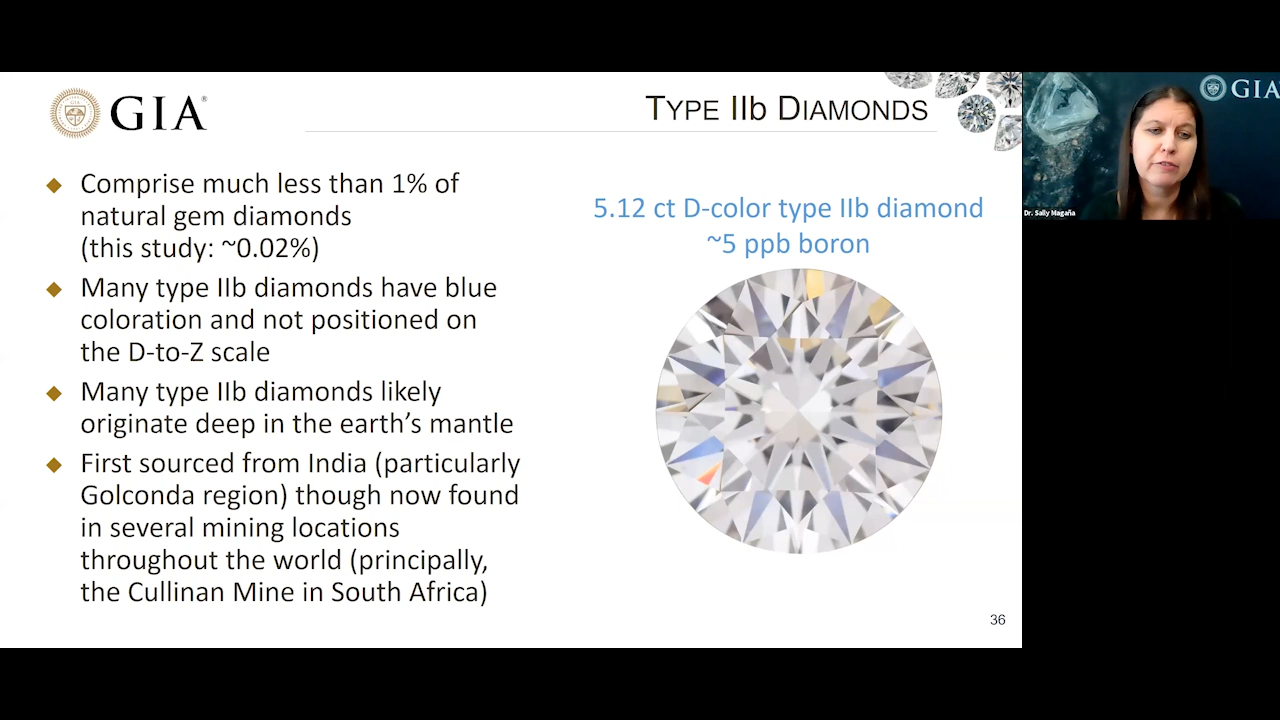 GIA®
TYPE IIb DIAMONDS
Comprise much less than 1% of
natural gem diamonds
(this study: ~0.02%)
Many type IIb diamonds have blue
coloration and not positioned on
the D-to-Z scale
Many type IIb diamonds likely
originate deep in the earth’s mantle
First sourced from India (particularly
Golconda region) though now found
in several mining locations
throughout the world (principally,
the Cullinan Mine in South Africa)
5.12 ct D-color type IIb diamond
~5 ppb boron
36
GIA
Dr. Sally Magaña